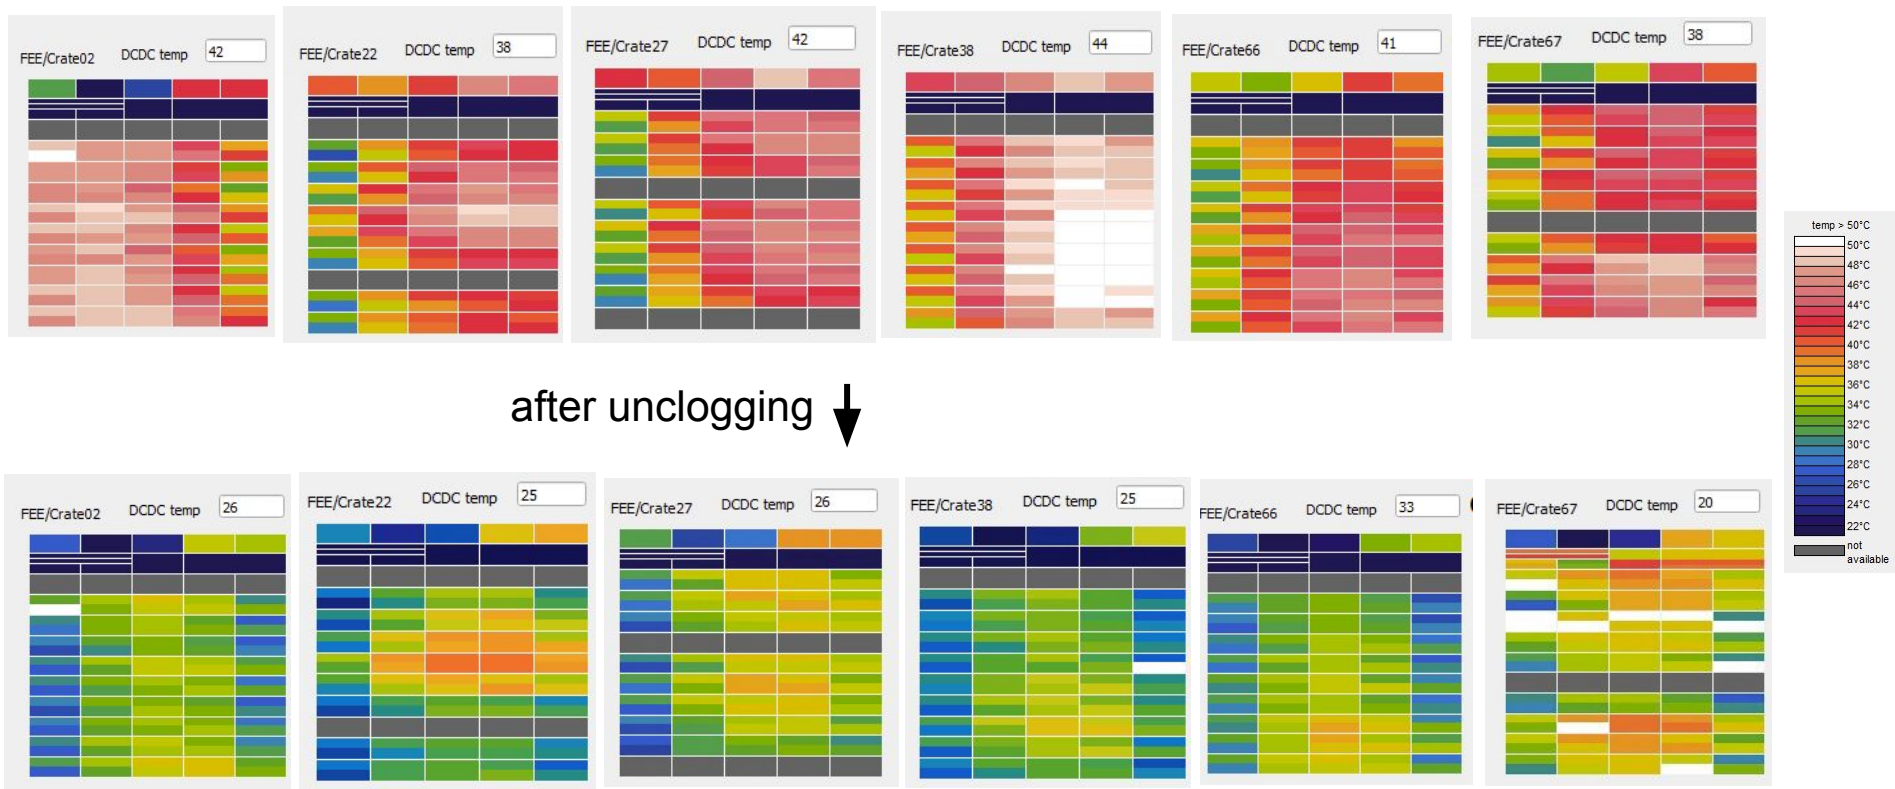 FEE/Crate02 DCDC temp 42
FEE/Crate22 DCDC temp 38
FEE/Crate27 DCDC temp 42
FEE/Crate38 DCDC temp 44
FEE/Crate66 DCDC temp 41
FEE/Crate67 DCDC temp 38
temp > 50°C
50°C
48°C
46°C
44°C
42°C
40°C
38°C
36°C
34°C
32°C
30°C
28°C
26°C
24°C
22°C
not
available
after unclogging
FEE/Crate02 DCDC temp 26
FEE/Crate22 DCDC temp 25
FEE/Crate27 DCDC temp 26
FEE/Crate38 DCDC temp 25
FEE/Crate66 DCDC temp 33
FEE/Crate67 DCDC temp 20